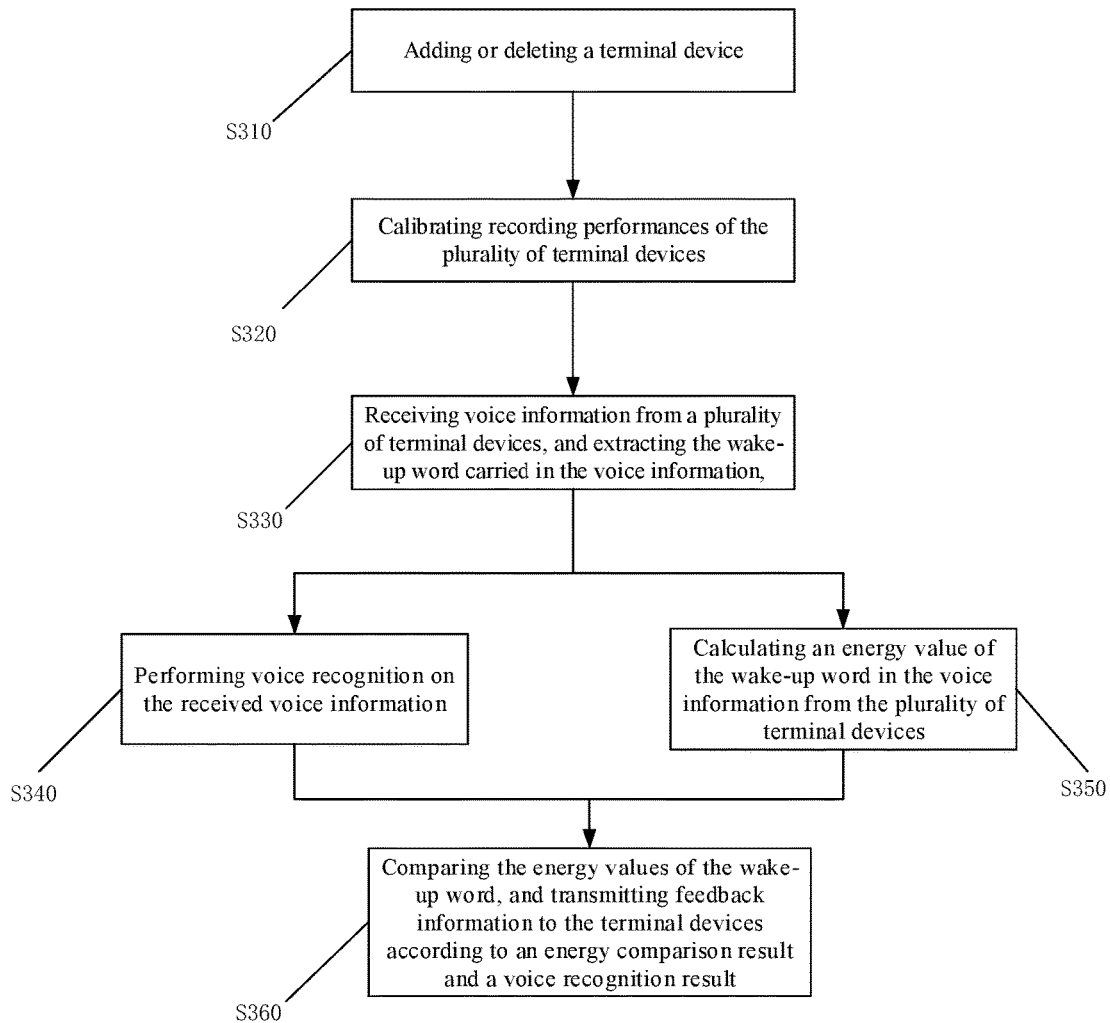 Adding or deleting a terminal device
S310
Calibrating recording performances of the
plurality of terminal devices
S320
Receiving voice information from a plurality
of terminal devices, and extracting the wake-
up word carried in the voice information,
S330
Performing voice recognition on
the received voice information
S340
Calculating an energy value of
the wake-up word in the voice
information from the plurality of
terminal devices
S350
Comparing the energy values of the wake-
up word, and transmitting feedback
information to the terminal devices
according to an energy comparison result
and a voice recognition result
S360